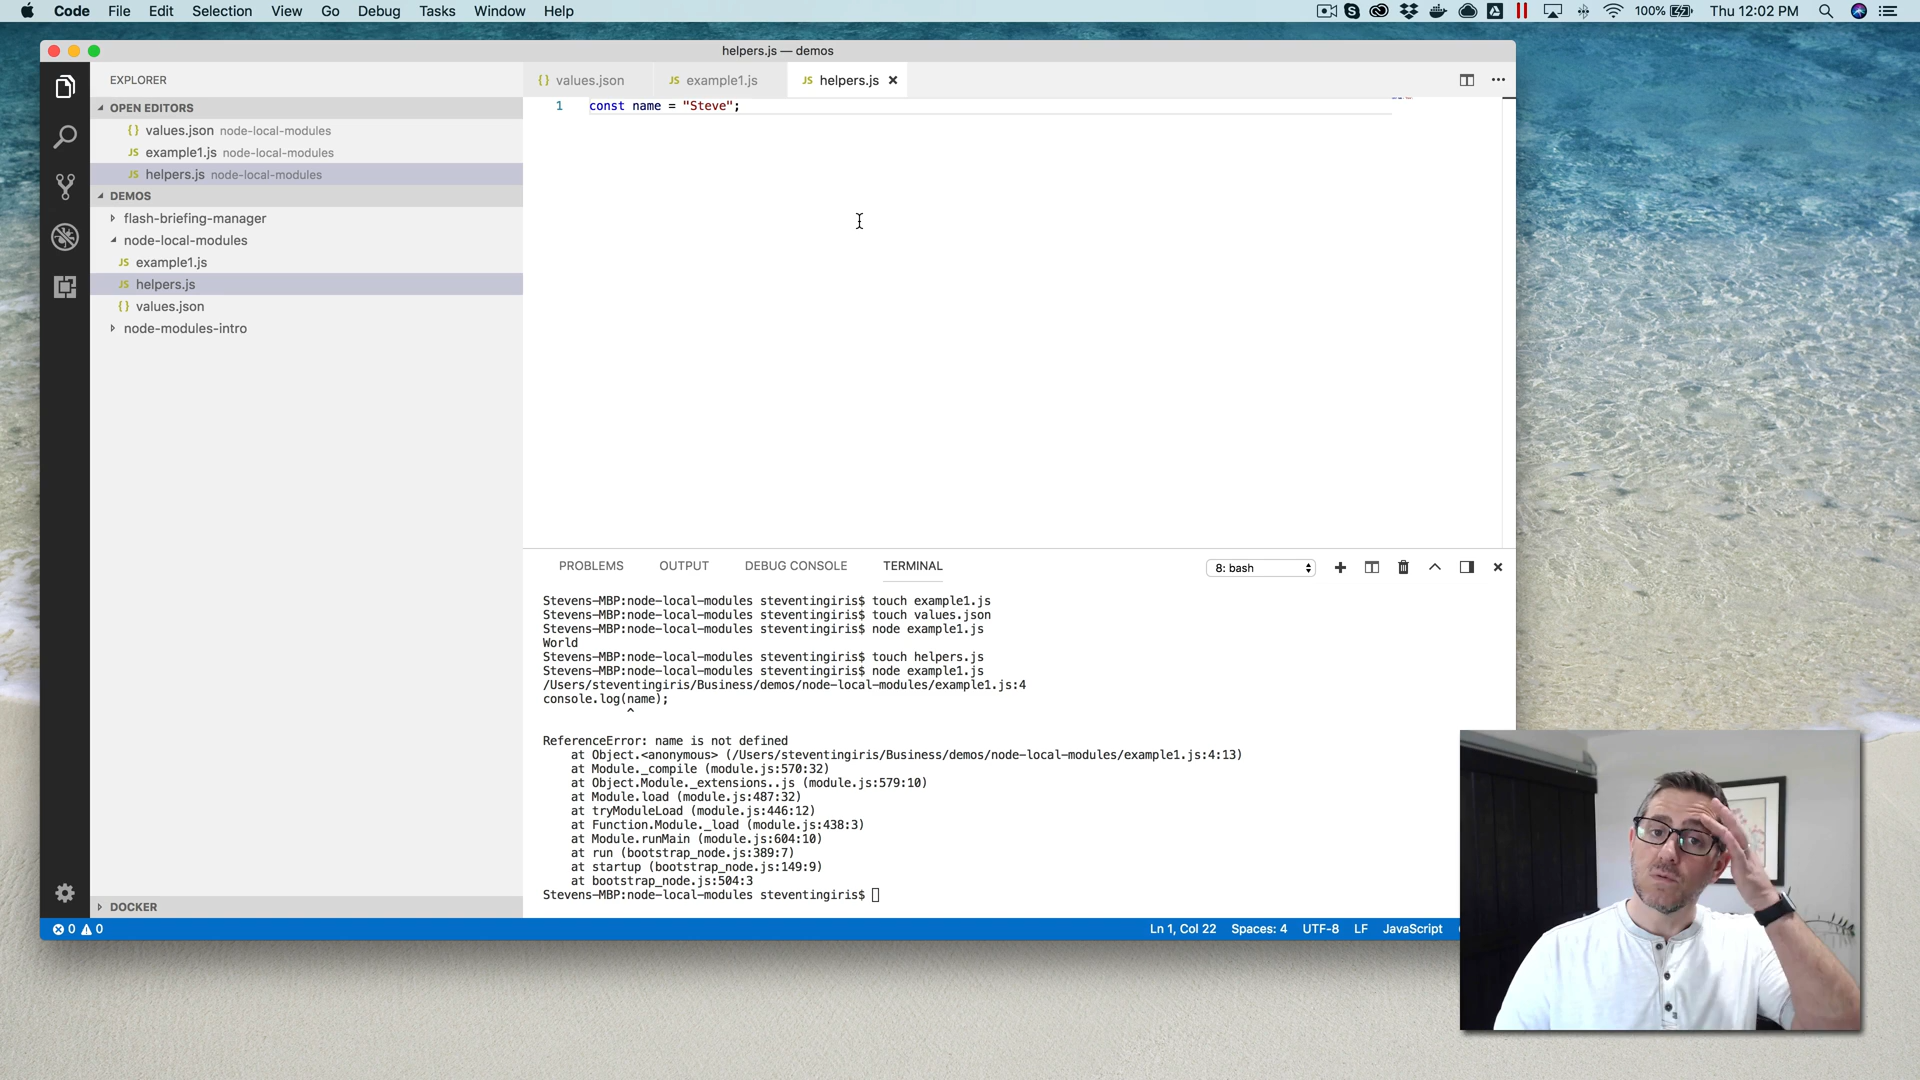 Code File Edit Selection View Go Debug Tasks Window Help
100% Thu 12:02 PM
helpers.js — demos
EXPLORER
OPEN EDITORS
{} values.json node-local-modules
JS example1.js node-local-modules
JS helpers.js node-local-modules
DEMOS
flash-briefing-manager
node-local-modules
JS example1.js
JS helpers.js
{} values.json
node-modules-intro
DOCKER
{} values.json JS example1.js JS helpers.js
1 const name = "Steve";
PROBLEMS OUTPUT DEBUG CONSOLE TERMINAL 8: bash
Stevens-MBP:node-local-modules steventingiris$ touch example1.js
Stevens-MBP:node-local-modules steventingiris$ touch values.json
Stevens-MBP:node-local-modules steventingiris$ node example1.js
World
Stevens-MBP:node-local-modules steventingiris$ touch helpers.js
Stevens-MBP:node-local-modules steventingiris$ node example1.js
/Users/steventingiris/Business/demos/node-local-modules/example1.js:4
console.log(name);
^
ReferenceError: name is not defined
at Object.<anonymous> (/Users/steventingiris/Business/demos/node-local-modules/example1.js:4:13)
at Module._compile (module.js:570:32)
at Object.Module._extensions..js (module.js:579:10)
at Module.load (module.js:487:32)
at tryModuleLoad (module.js:446:12)
at Function.Module._load (module.js:438:3)
at Module.runMain (module.js:604:10)
at run (bootstrap_node.js:389:7)
at startup (bootstrap_node.js:149:9)
at bootstrap_node.js:504:3
Stevens-MBP:node-local-modules steventingiris$
0 0 Ln 1, Col 22 Spaces: 4 UTF-8 LF JavaScript